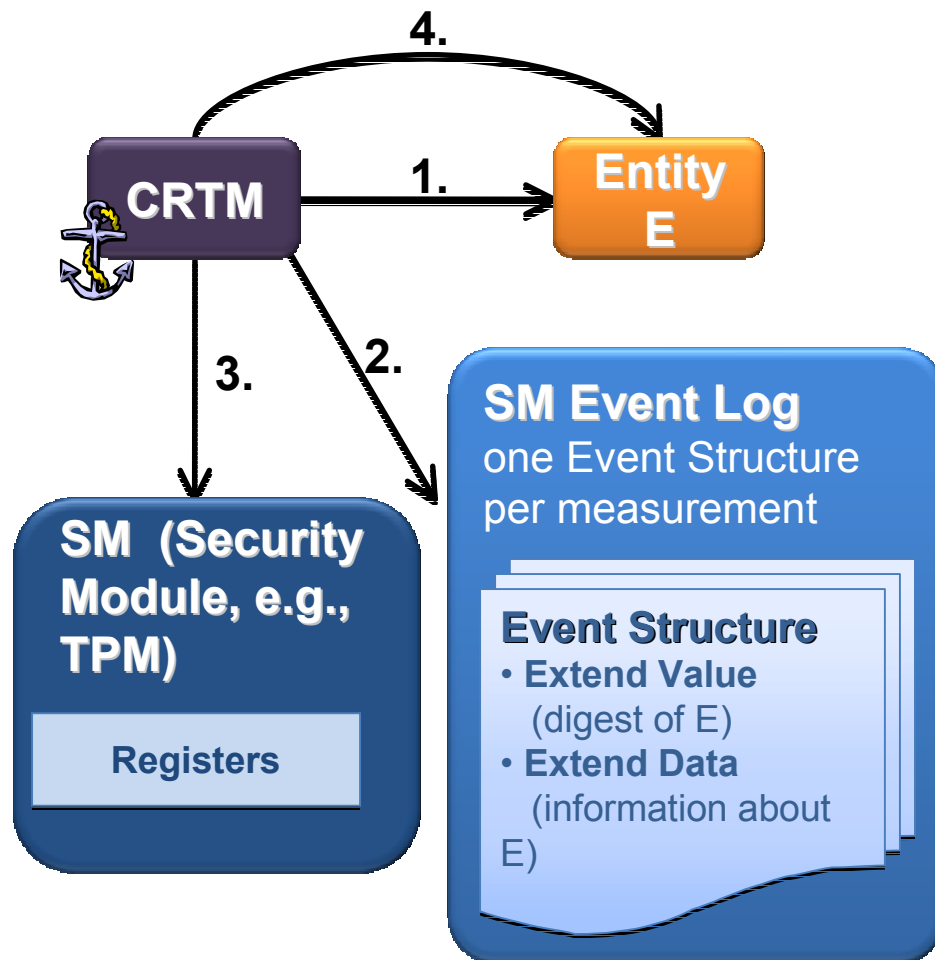 4.
CRTM
1.
Entity
E
3.
2.
SM Event Log
one Event Structure
per measurement
SM (Security
Module, e.g.,
TPM)
Registers
Event Structure
• Extend Value
(digest of E)
• Extend Data
(information about
E)